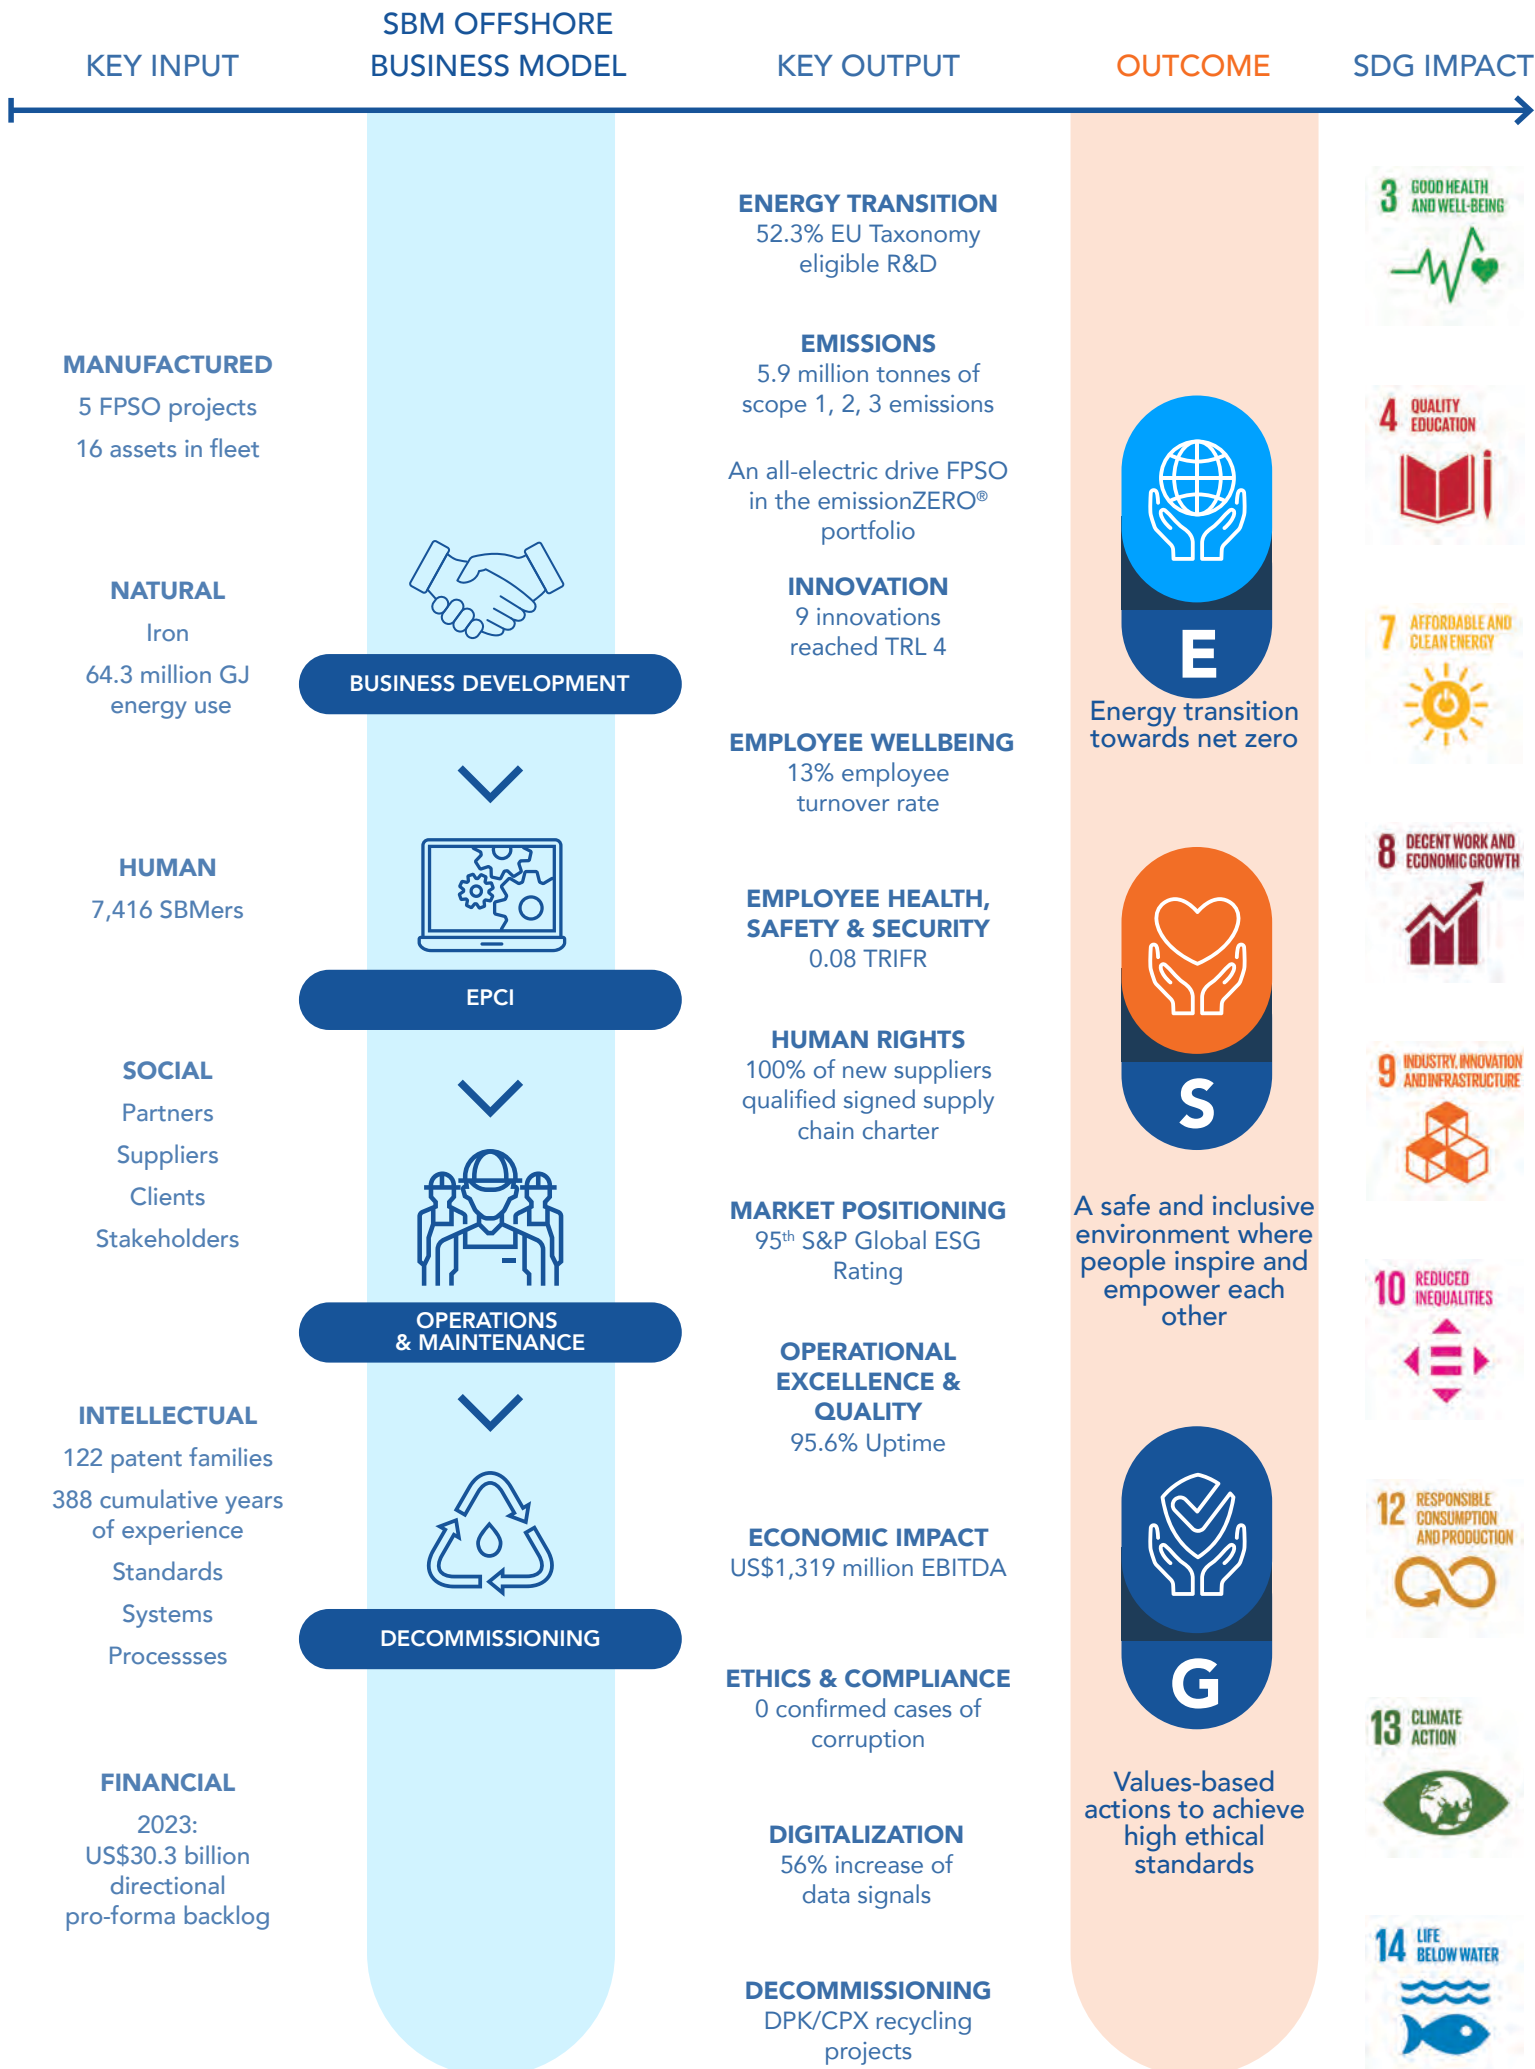 KEY INPUT
SBM OFFSHORE
BUSINESS MODEL
KEY OUTPUT
OUTCOME
SDG IMPACT
MANUFACTURED
5 FPSO projects
16 assets in fleet
NATURAL
Iron
64.3 million GJ
energy use
HUMAN
7,416 SBMers
SOCIAL
Partners
Suppliers
Clients
Stakeholders
INTELLECTUAL
122 patent families
388 cumulative years
of experience
Standards
Systems
Processses
FINANCIAL
2023:
US$30.3 billion
directional
pro-forma backlog
BUSINESS DEVELOPMENT
EPCI
OPERATIONS
& MAINTENANCE
DECOMMISSIONING
ENERGY TRANSITION
52.3% EU Taxonomy
eligible R&D
EMISSIONS
5.9 million tonnes of
scope 1, 2, 3 emissions
An all-electric drive FPSO
in the emissionZERO®
portfolio
INNOVATION
9 innovations
reached TRL 4
EMPLOYEE WELLBEING
13% employee
turnover rate
EMPLOYEE HEALTH,
SAFETY & SECURITY
0.08 TRIFR
HUMAN RIGHTS
100% of new suppliers
qualified signed supply
chain charter
MARKET POSITIONING
95th S&P Global ESG
Rating
OPERATIONAL
EXCELLENCE &
QUALITY
95.6% Uptime
ECONOMIC IMPACT
US$1,319 million EBITDA
ETHICS & COMPLIANCE
0 confirmed cases of
corruption
DIGITALIZATION
56% increase of
data signals
DECOMMISSIONING
DPK/CPX recycling
projects
E
Energy transition
towards net zero
S
A safe and inclusive
environment where
people inspire and
empower each
other
G
Values-based
actions to achieve
high ethical
standards
3 GOOD HEALTH
AND WELL-BEING
4 QUALITY
EDUCATION
7 AFFORDABLE AND
CLEAN ENERGY
8 DECENT WORK AND
ECONOMIC GROWTH
9 INDUSTRY, INNOVATION
AND INFRASTRUCTURE
10 REDUCED
INEQUALITIES
12 RESPONSIBLE
CONSUMPTION
AND PRODUCTION
13 CLIMATE
ACTION
14 LIFE
BELOW WATER